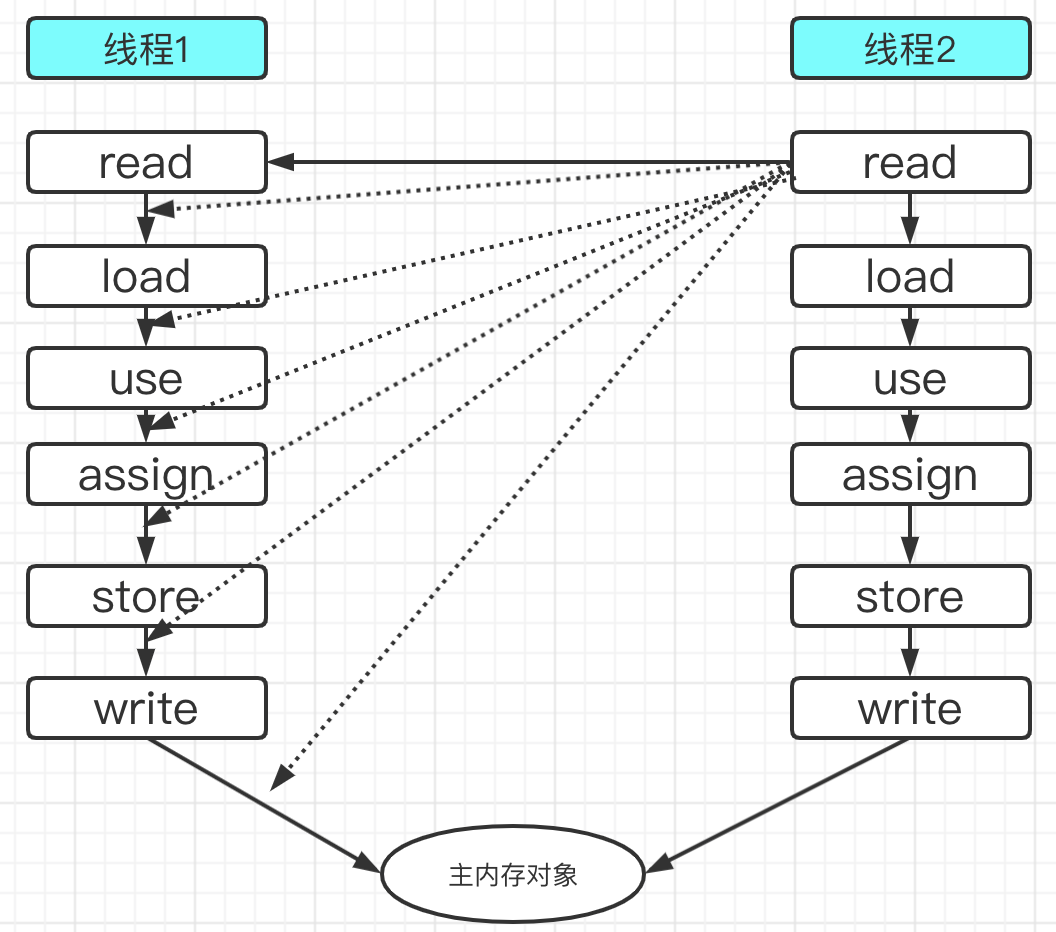 线程1
线程2
read
read
load
load
use
use
assign
assign
store
store
write
write
主内存对象